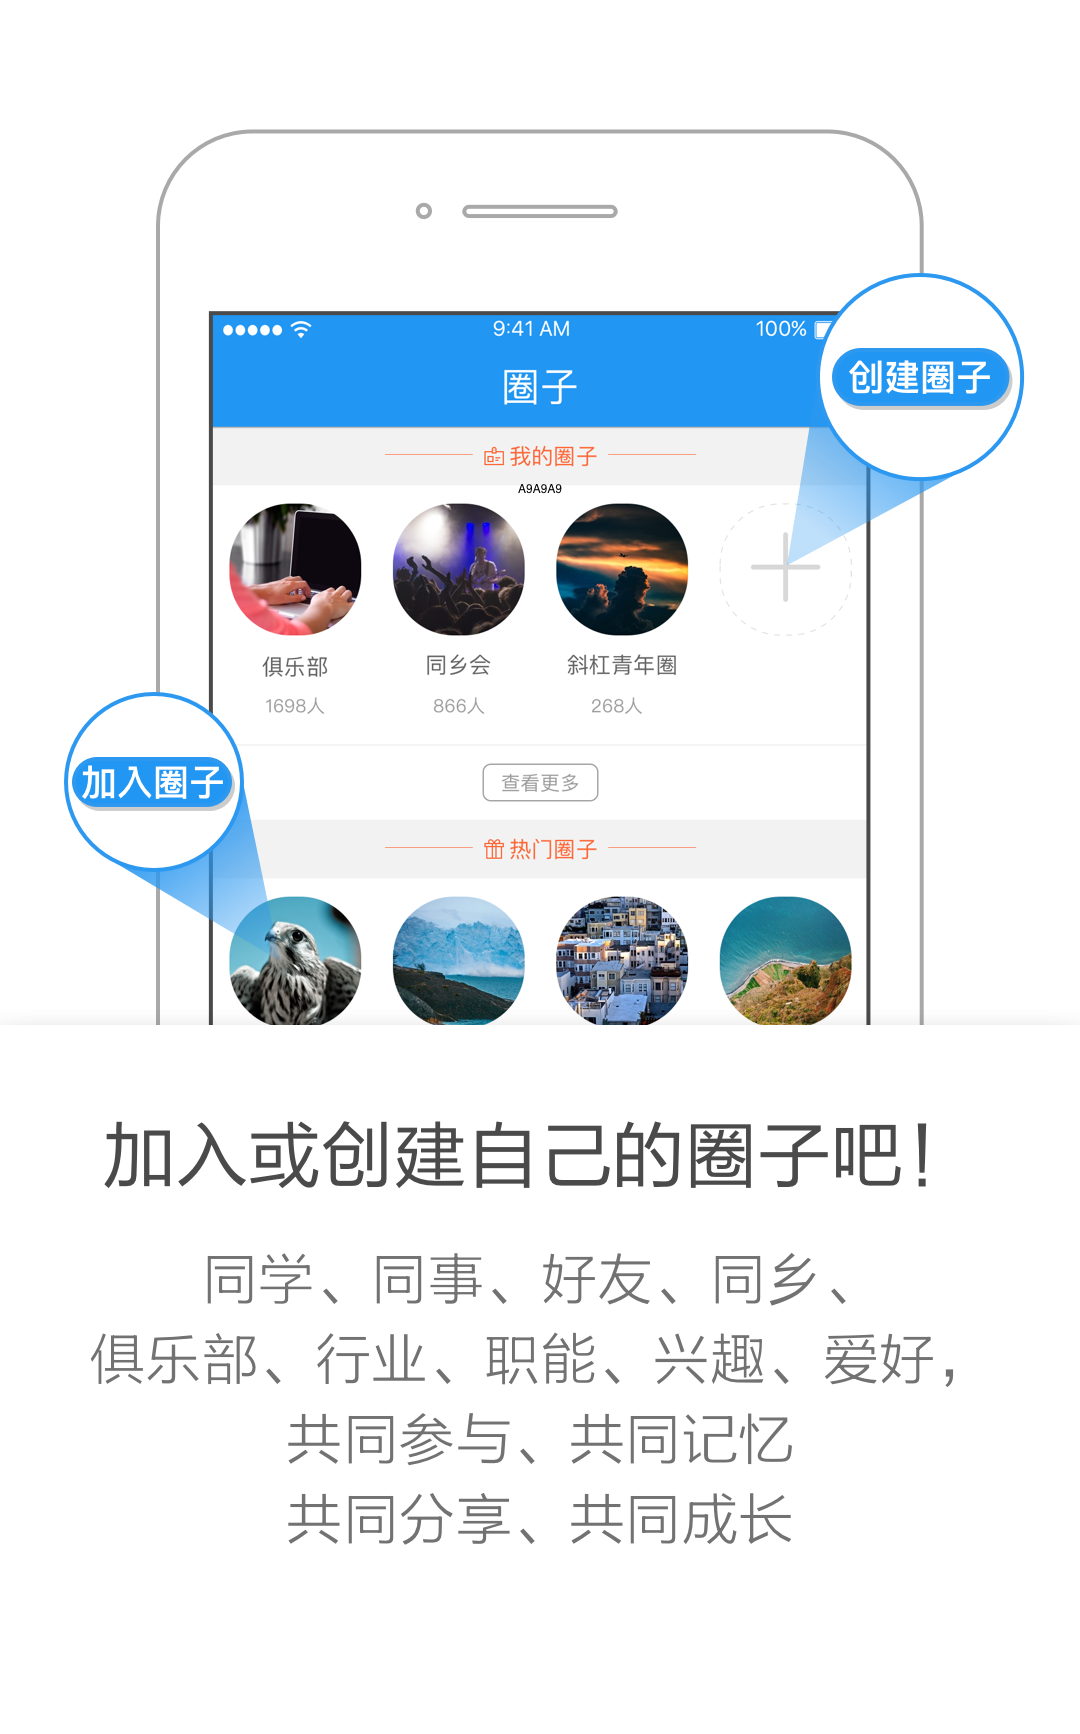 9:41 AM
100%
圈子
创建圈子
我的圈子
A9A9A9
俱乐部
同乡会
斜杠青年圈
1698人
866人
268人
加入圈子
查看更多
热门圈子
加入或创建自己的圈子吧！
同学、同事、好友、同乡、
俱乐部、行业、职能、兴趣、爱好，
共同参与、共同记忆
共同分享、共同成长